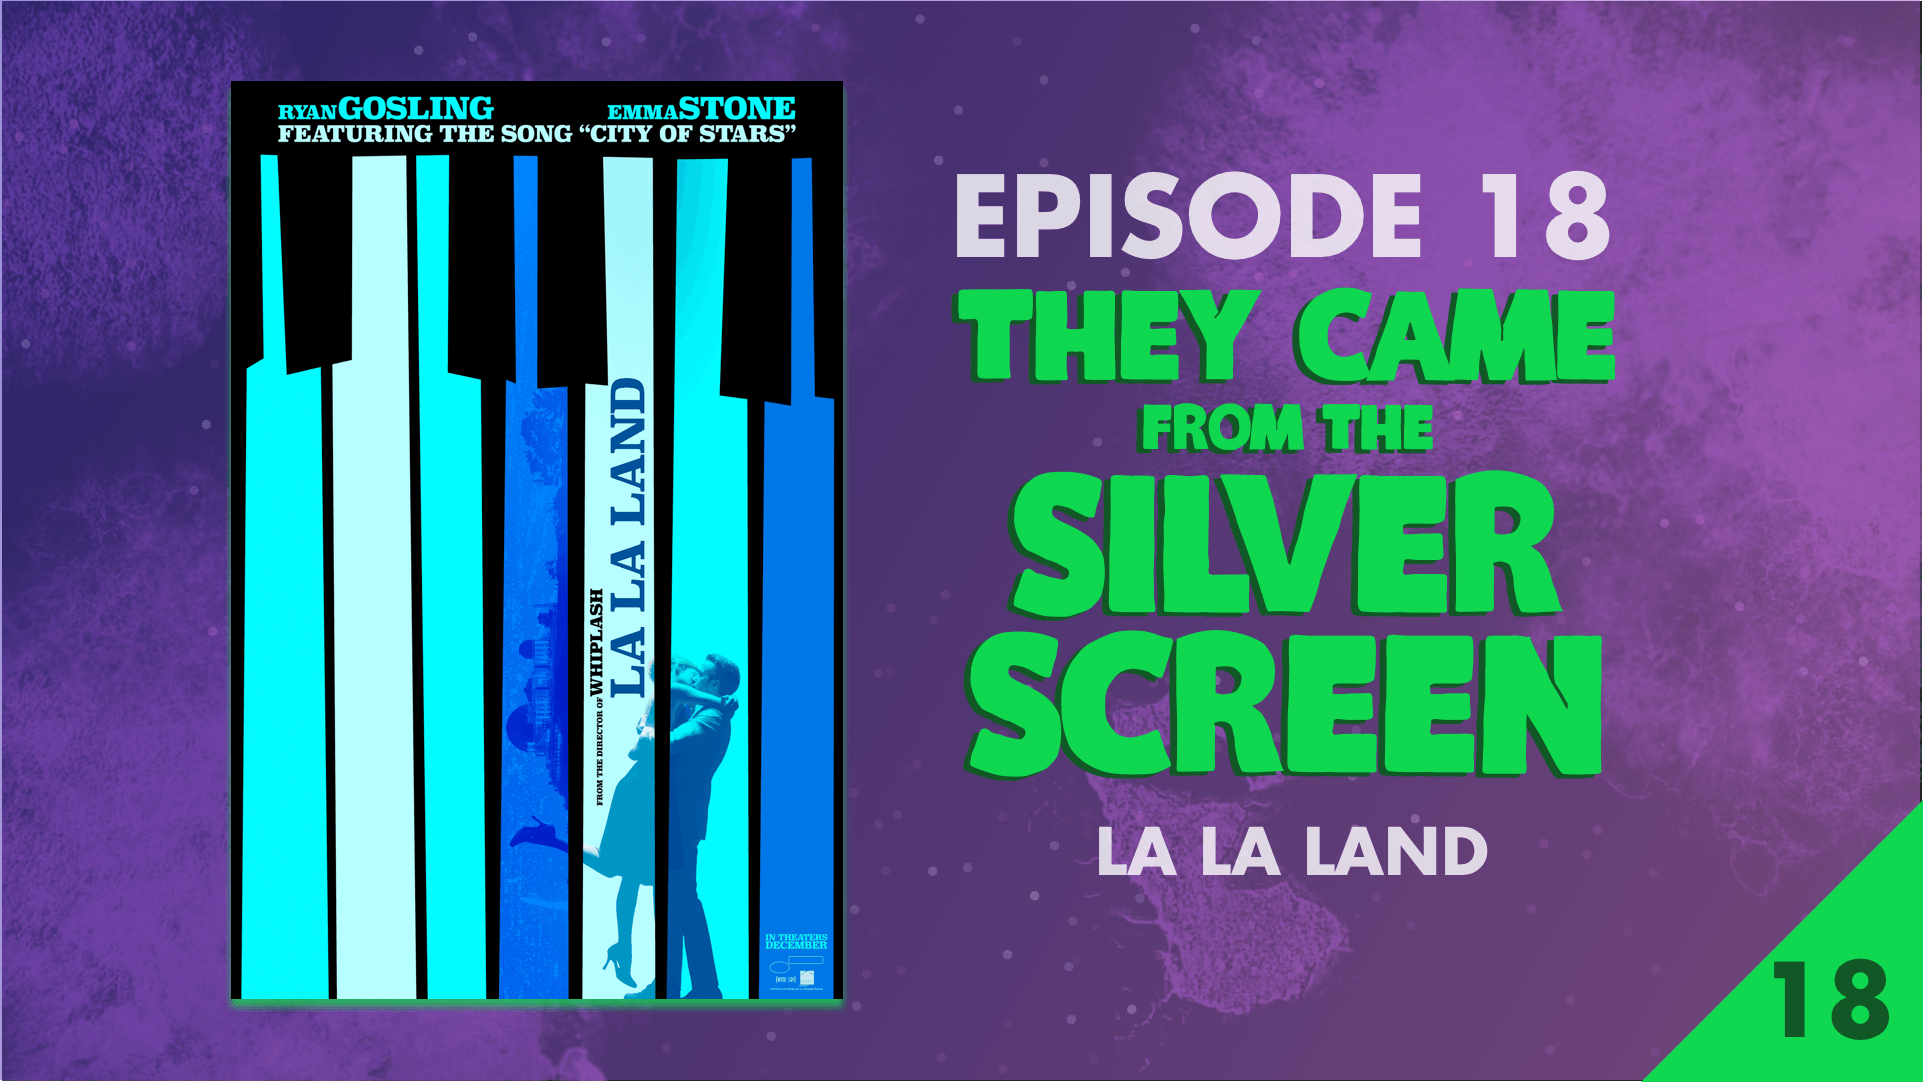 RYAN GOSLING EMMA STONE
FEATURING THE SONG “CITY OF STARS”
FROM THE DIRECTOR OF WHIPLASH
LA LA LAND
IN THEATERS
DECEMBER
EPISODE 18
THEY CAME
FROM THE
SILVER
SCREEN
LA LA LAND
18